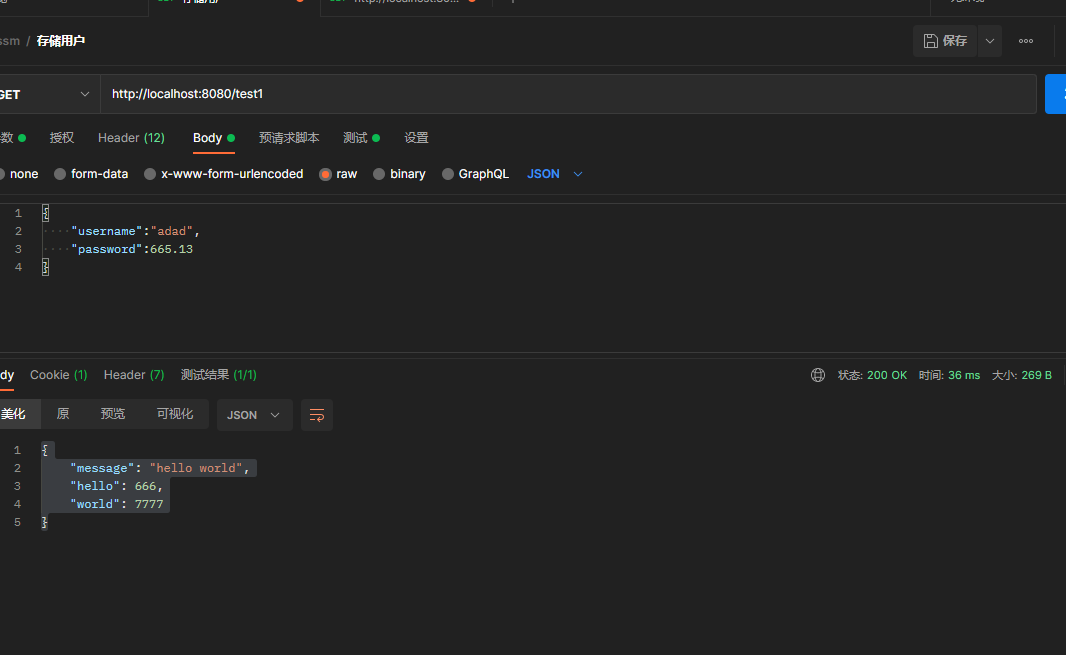 存储用户
ssm / 存储用户
保存
GET
http://localhost:8080/test1
数
授权
Header (12)
Body
预请求脚本
测试
设置
none
form-data
x-www-form-urlencoded
raw
binary
GraphQL
JSON
1 {
2 "username":"adad",
3 "password":665.13
4 }
dy
Cookie (1)
Header (7)
测试结果 (1/1)
状态: 200 OK
时间: 36 ms
大小: 269 B
美化
原
预览
可视化
JSON
1 {
2 "message": "hello world",
3 "hello": 666,
4 "world": 7777
5 }